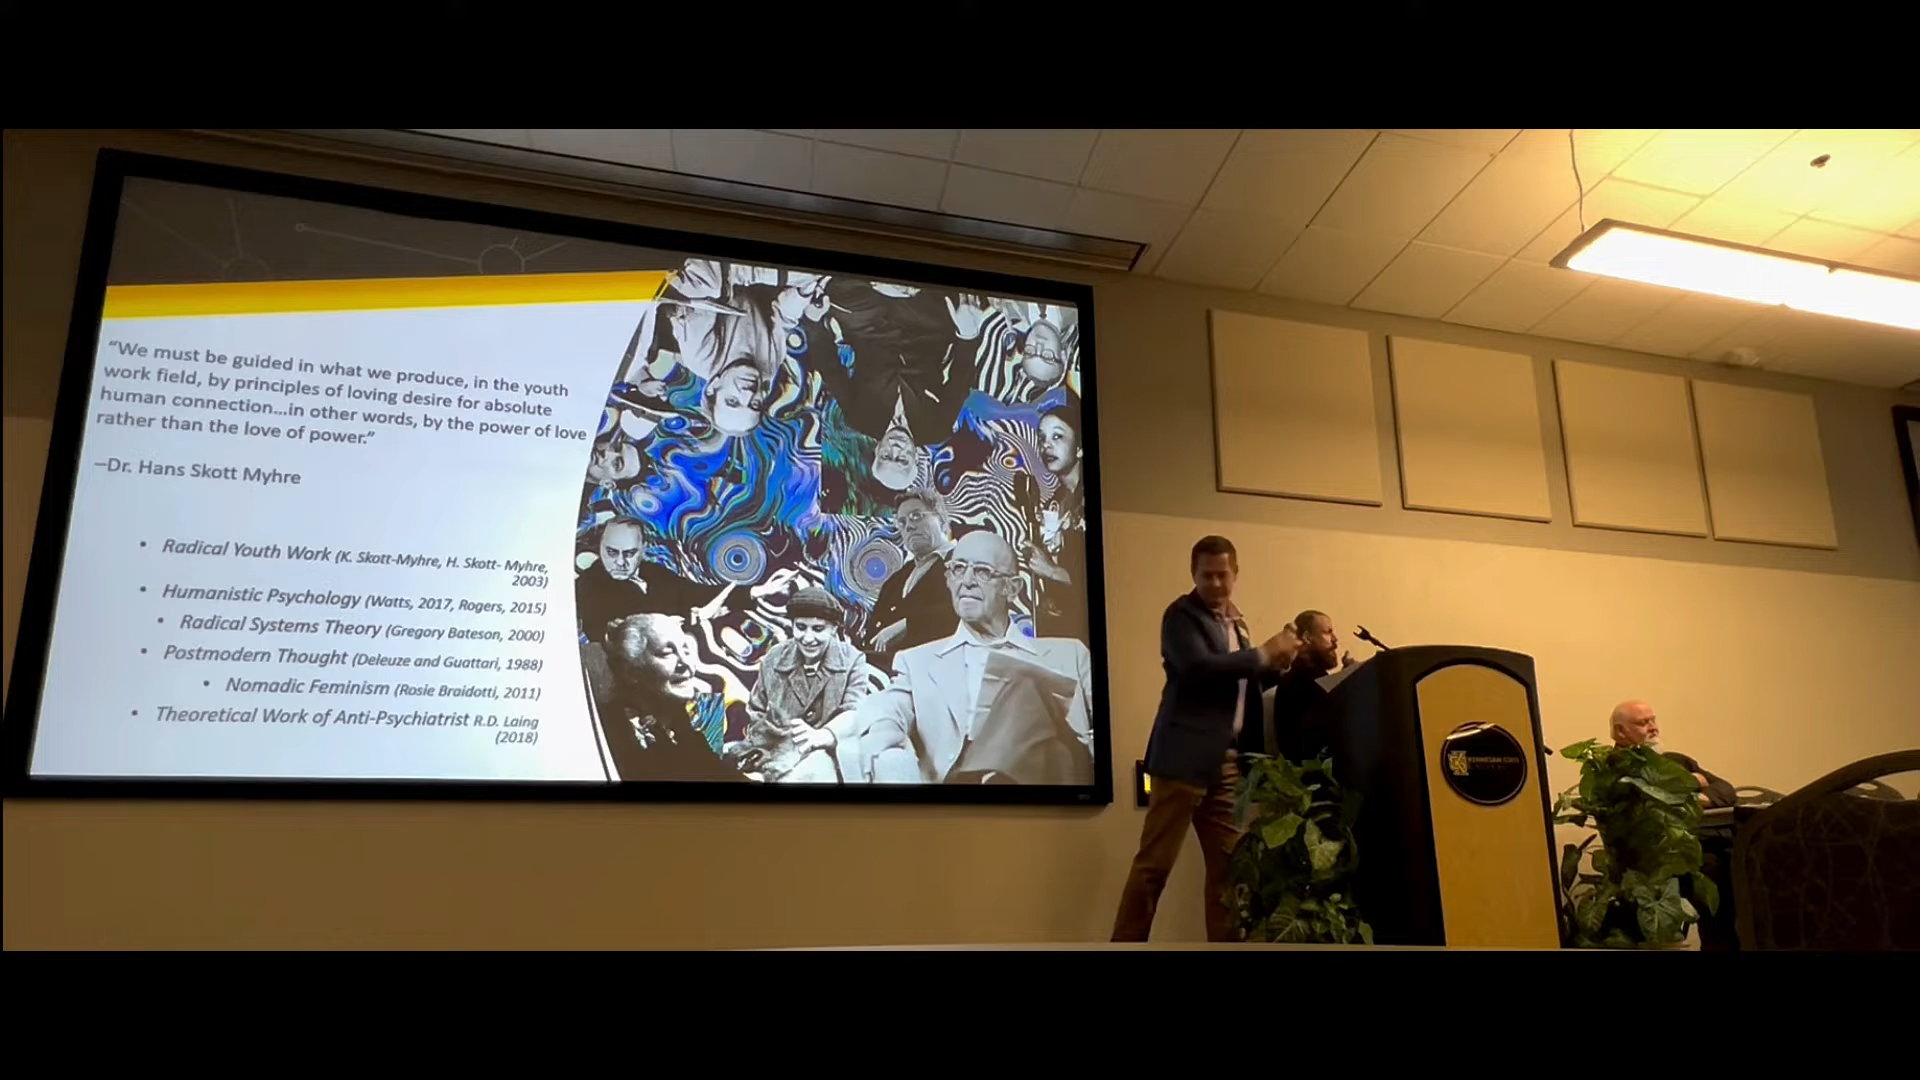 “We must be guided in what we produce, in the youth
work field, by principles of loving desire for absolute
human connection...in other words, by the power of love
rather than the love of power.”
–Dr. Hans Skott Myhre
• Radical Youth Work (K. Skott-Myhre, H. Skott- Myhre,
2003)
• Humanistic Psychology (Watts, 2017, Rogers, 2015)
• Radical Systems Theory (Gregory Bateson, 2000)
• Postmodern Thought (Deleuze and Guattari, 1988)
• Nomadic Feminism (Rosie Braidotti, 2011)
• Theoretical Work of Anti-Psychiatrist R.D. Laing
(2018)
KENNESAW STATE